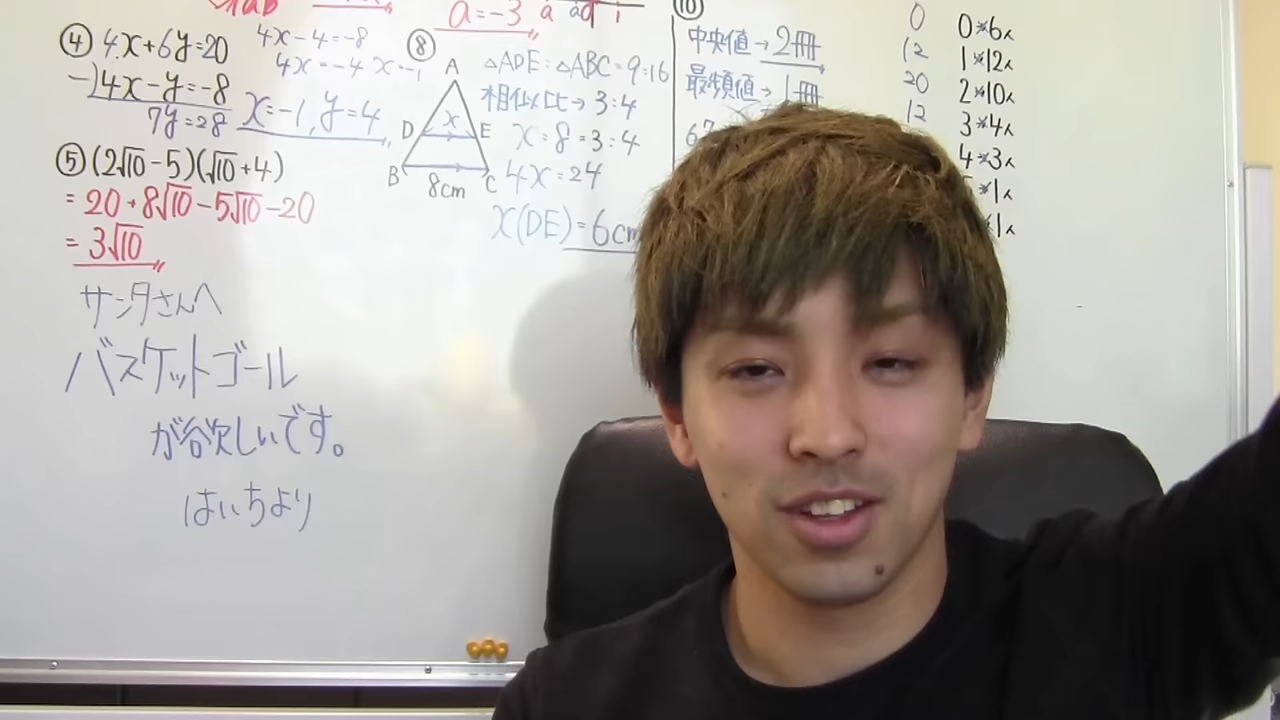 a=-3
④ 4x+6y=20
-)4x-y=-8
7y=28
4x-4=-8
4x=-4 x=-1
x=-1, y=4
⑤ (2√10-5)(√10+4)
= 20+8√10-5√10-20
= 3√10
サンタさんへ
バスケットゴール
が欲しいです。
はいちより
⑧
A
D x E
B C
8cm
△ADE:△ABC=9:16
相似比→3:4
x:8=3:4
4x=24
x(DE)=6cm
⑩
中央値→2冊
最頻値→1冊
0
12
20
12
0*6人
1*12人
2*10人
3*4人
4*3人
*1人
*1人